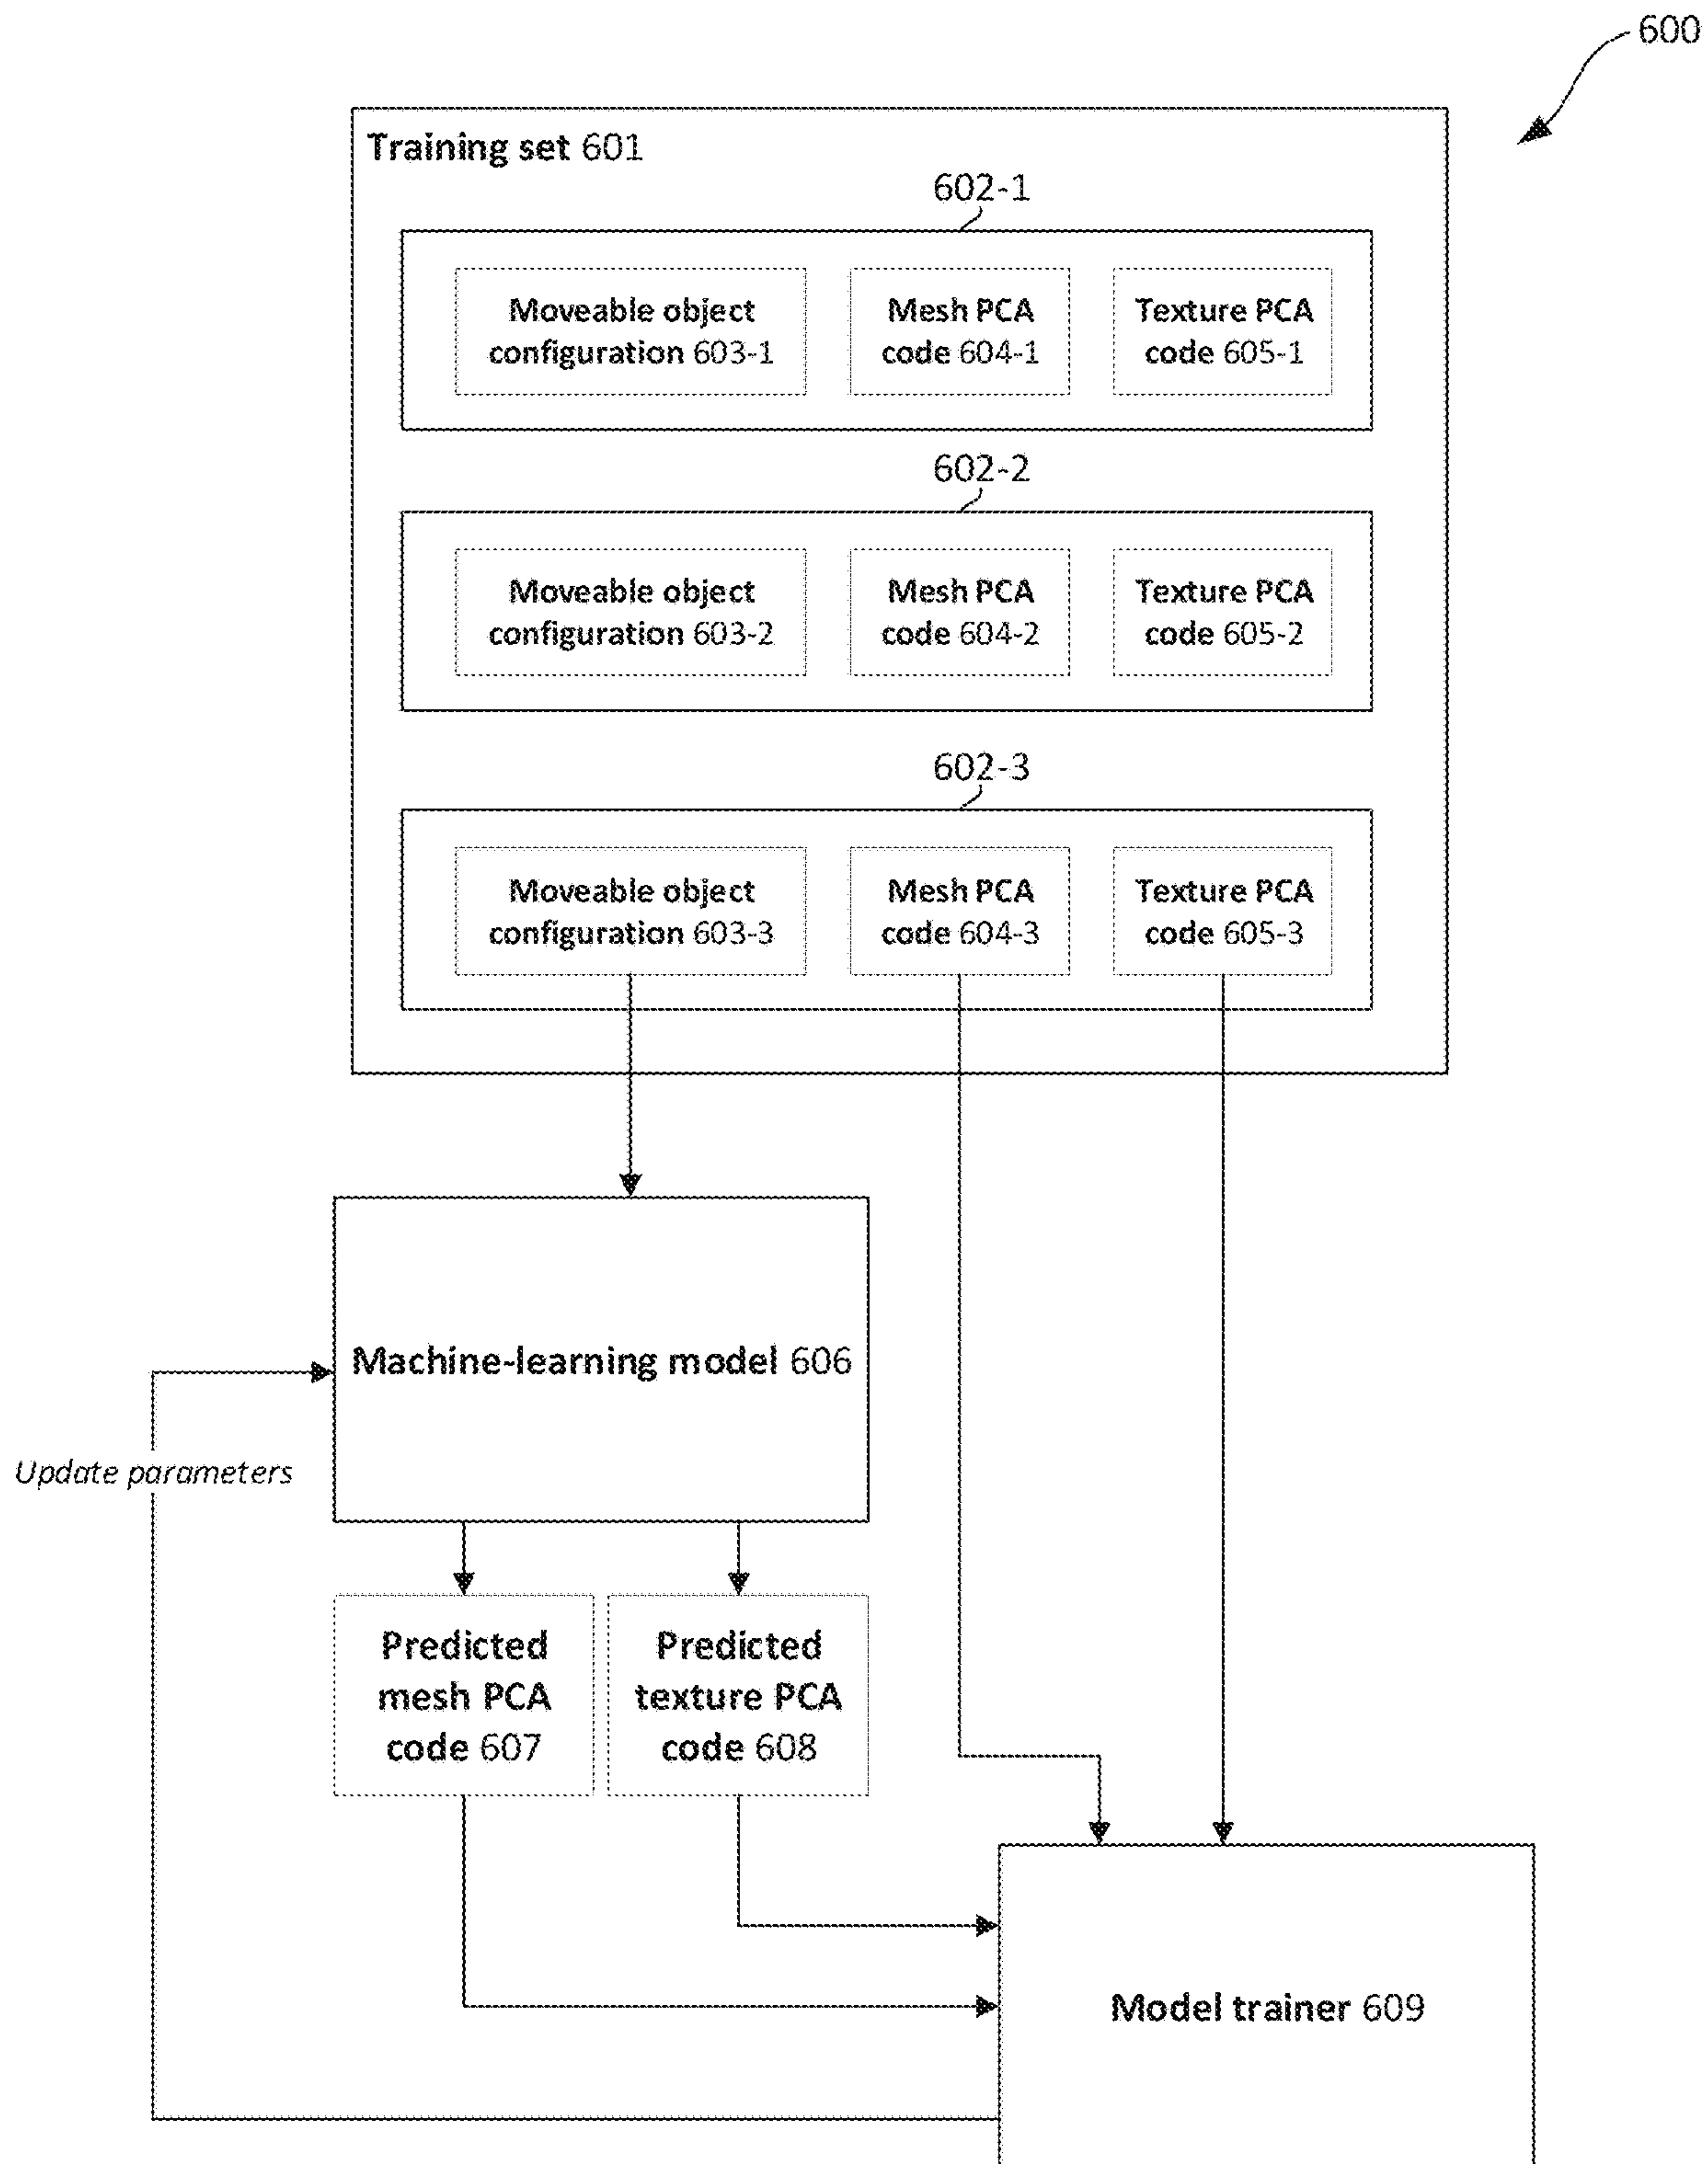 600
Training set 601
602-1
Moveable object
configuration 603-1
Mesh PCA
code 604-1
Texture PCA
code 605-1
602-2
Moveable object
configuration 603-2
Mesh PCA
code 604-2
Texture PCA
code 605-2
602-3
Moveable object
configuration 603-3
Mesh PCA
code 604-3
Texture PCA
code 605-3
Machine-learning model 606
Update parameters
Predicted
mesh PCA
code 607
Predicted
texture PCA
code 608
Model trainer 609